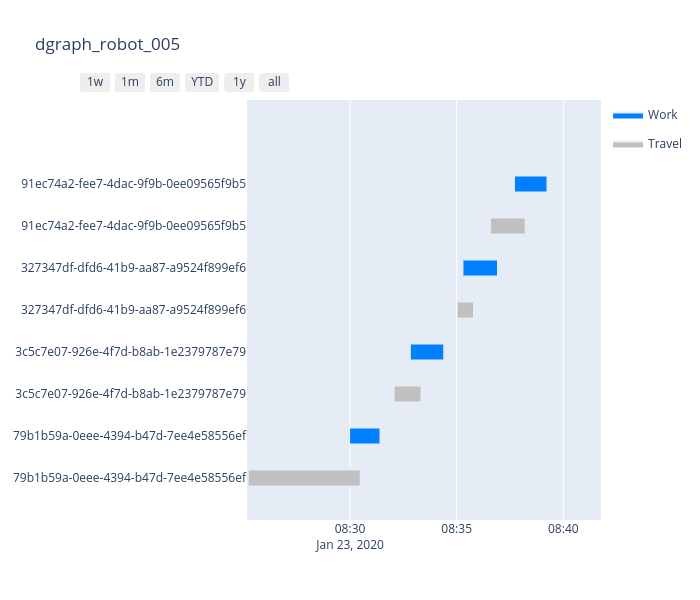 dgraph_robot_005
1w 1m 6m YTD 1y all
Work
Travel
91ec74a2-fee7-4dac-9f9b-0ee09565f9b5
91ec74a2-fee7-4dac-9f9b-0ee09565f9b5
327347df-dfd6-41b9-aa87-a9524f899ef6
327347df-dfd6-41b9-aa87-a9524f899ef6
3c5c7e07-926e-4f7d-b8ab-1e2379787e79
3c5c7e07-926e-4f7d-b8ab-1e2379787e79
79b1b59a-0eee-4394-b47d-7ee4e58556ef
79b1b59a-0eee-4394-b47d-7ee4e58556ef
08:30 08:35 08:40
Jan 23, 2020